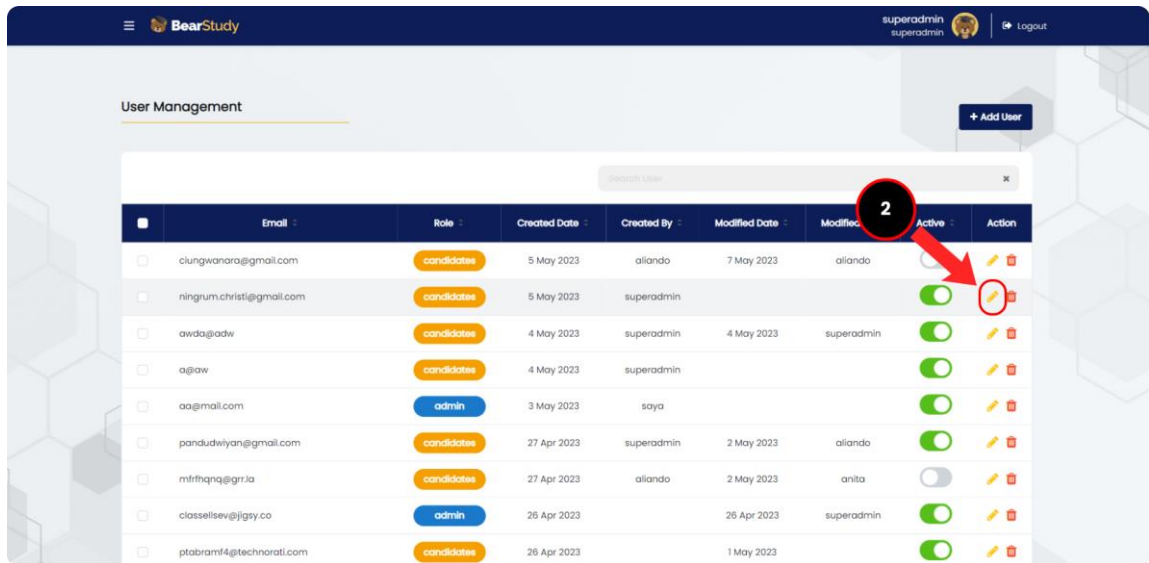 BearStudy
superadmin
superadmin
Logout
User Management
+ Add User
Search User
2
Email Role Created Date Created By Modified Date Modified Active Action
ciungwanara@gmail.com candidates 5 May 2023 aliando 7 May 2023 aliando
ningrum.christi@gmail.com candidates 5 May 2023 superadmin
awda@adw candidates 4 May 2023 superadmin 4 May 2023 superadmin
a@aw candidates 4 May 2023 superadmin
aa@mail.com admin 3 May 2023 saya
pandudwiyan@gmail.com candidates 27 Apr 2023 superadmin 2 May 2023 aliando
mfrfhqnq@grr.la candidates 27 Apr 2023 aliando 2 May 2023 anita
classellsev@jigsy.co admin 26 Apr 2023 26 Apr 2023 superadmin
ptabramf4@technorati.com candidates 26 Apr 2023 1 May 2023